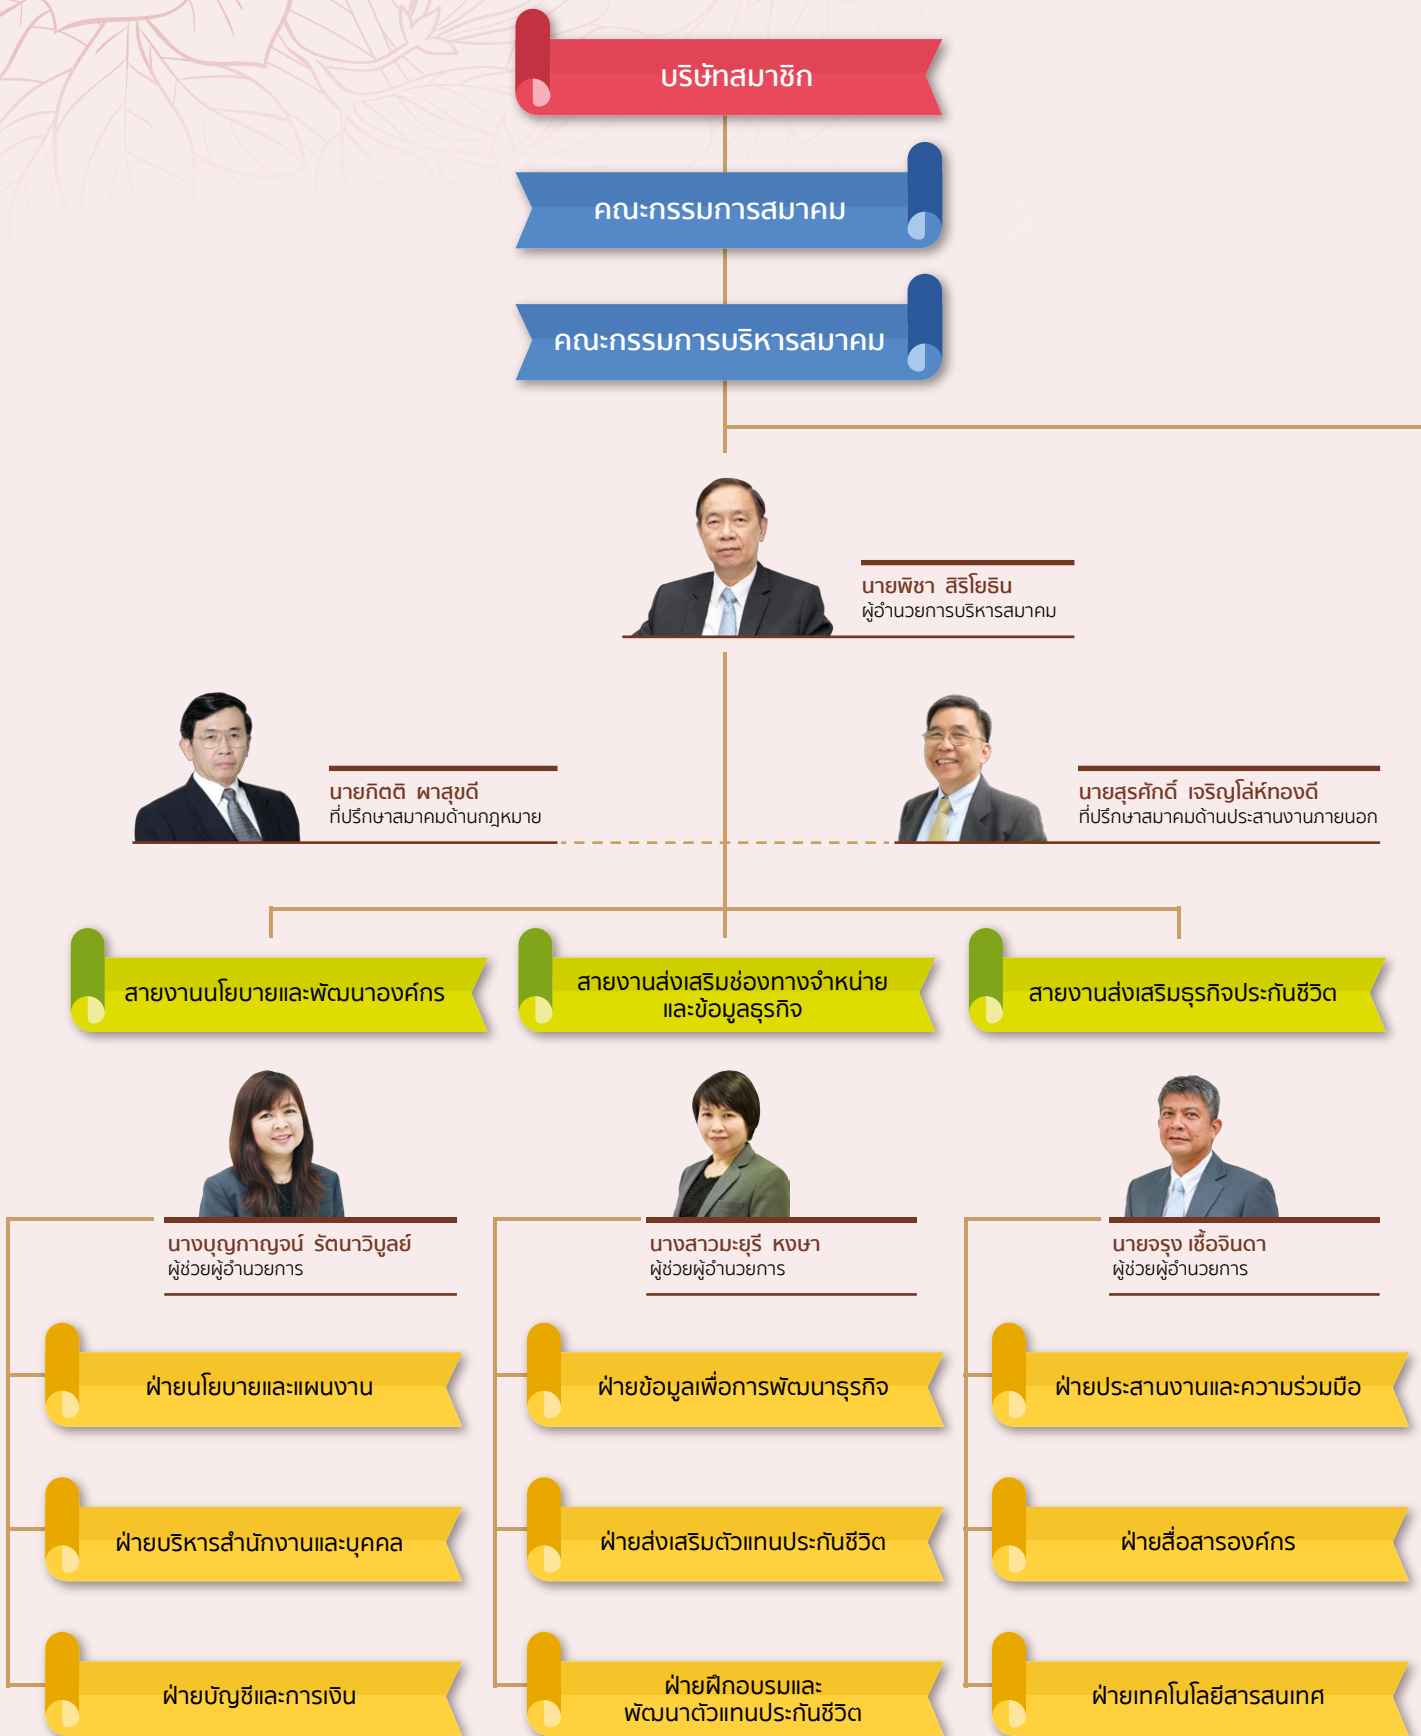 บริษัทสมาชิก
คณะกรรมการสมาคม
คณะกรรมการบริหารสมาคม
นายพิชา สิริโยธิน
ผู้อำนวยการบริหารสมาคม
นายกิตติ ผาสุขดี
ที่ปรึกษาสมาคมด้านกฎหมาย
นายสุรศักดิ์ เจริญโล่ห์ทองดี
ที่ปรึกษาสมาคมด้านประสานงานภายนอก
สายงานนโยบายและพัฒนาองค์กร
สายงานส่งเสริมช่องทางจำหน่าย
และข้อมูลธุรกิจ
สายงานส่งเสริมธุรกิจประกันชีวิต
นางบุญกาญจน์ รัตนาวิบูลย์
ผู้ช่วยผู้อำนวยการ
นางสาวมะยุรี หงษา
ผู้ช่วยผู้อำนวยการ
นายจรุง เชื้อจินดา
ผู้ช่วยผู้อำนวยการ
ฝ่ายนโยบายและแผนงาน
ฝ่ายข้อมูลเพื่อการพัฒนาธุรกิจ
ฝ่ายประสานงานและความร่วมมือ
ฝ่ายบริหารสำนักงานและบุคคล
ฝ่ายส่งเสริมตัวแทนประกันชีวิต
ฝ่ายสื่อสารองค์กร
ฝ่ายบัญชีและการเงิน
ฝ่ายฝึกอบรมและ
พัฒนาตัวแทนประกันชีวิต
ฝ่ายเทคโนโลยีสารสนเทศ